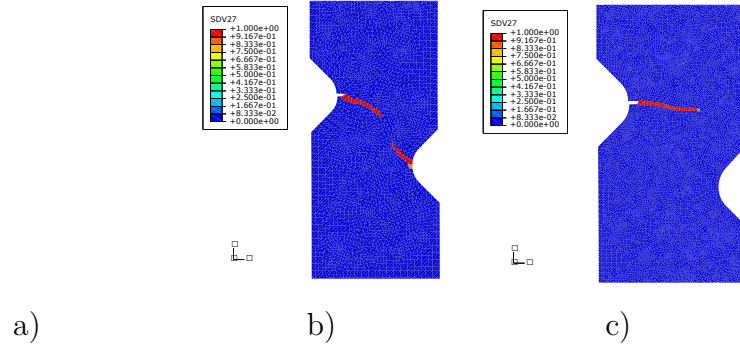 SDV27
+1.000e+00
+9.167e-01
+8.333e-01
+7.500e-01
+6.667e-01
+5.833e-01
+5.000e-01
+4.167e-01
+3.333e-01
+2.500e-01
+1.667e-01
+8.333e-02
+0.000e+00
SDV27
+1.000e+00
+9.167e-01
+8.333e-01
+7.500e-01
+6.667e-01
+5.833e-01
+5.000e-01
+4.167e-01
+3.333e-01
+2.500e-01
+1.667e-01
+8.333e-02
+0.000e+00
a) b) c)